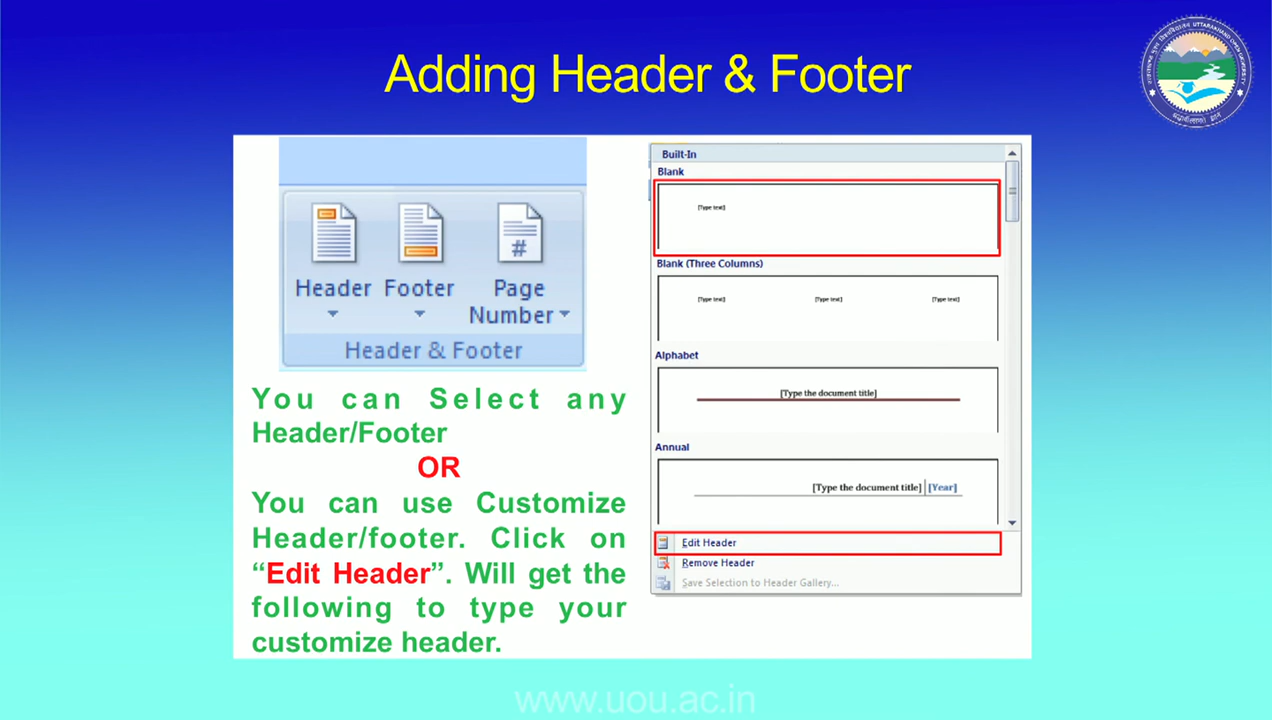 Adding Header & Footer
Header Footer Page
Number
#
Header & Footer
You can Select any
Header/Footer
OR
You can use Customize
Header/footer. Click on
“Edit Header”. Will get the
following to type your
customize header.
Built-In
Blank
[Type text]
Blank (Three Columns)
[Type text] [Type text] [Type text]
Alphabet
[Type the document title]
Annual
[Type the document title] [Year]
Edit Header
Remove Header
Save Selection to Header Gallery...
www.uou.ac.in